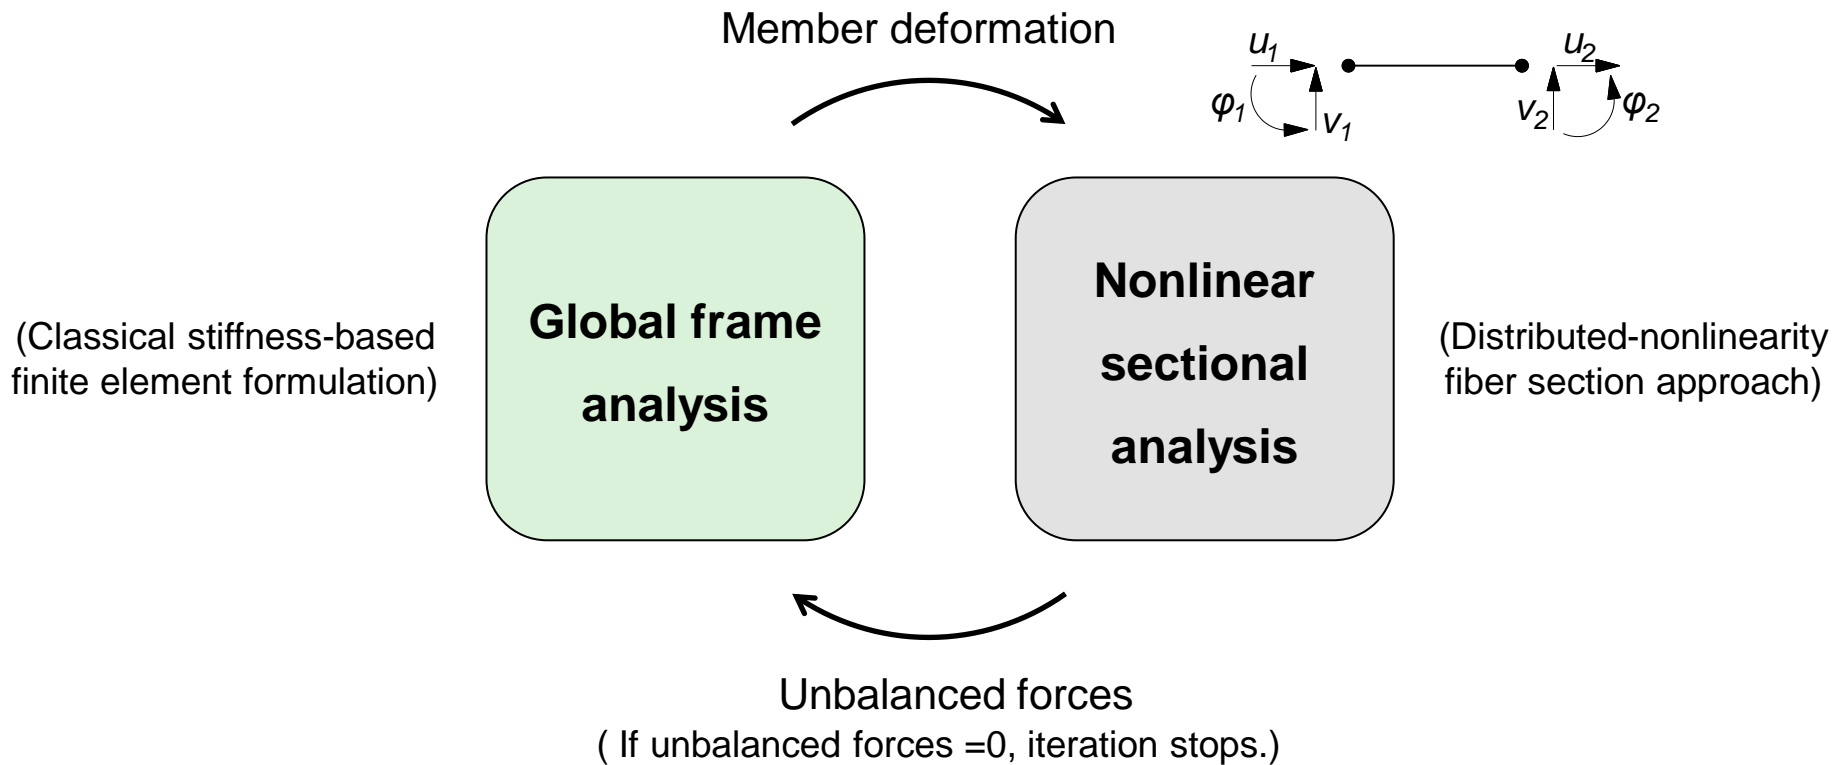 Member deformation
u1
u2
φ1
v1
v2
φ2
(Classical stiffness-based
finite element formulation)
Global frame
analysis
Nonlinear
sectional
analysis
(Distributed-nonlinearity
fiber section approach)
Unbalanced forces
( If unbalanced forces =0, iteration stops.)